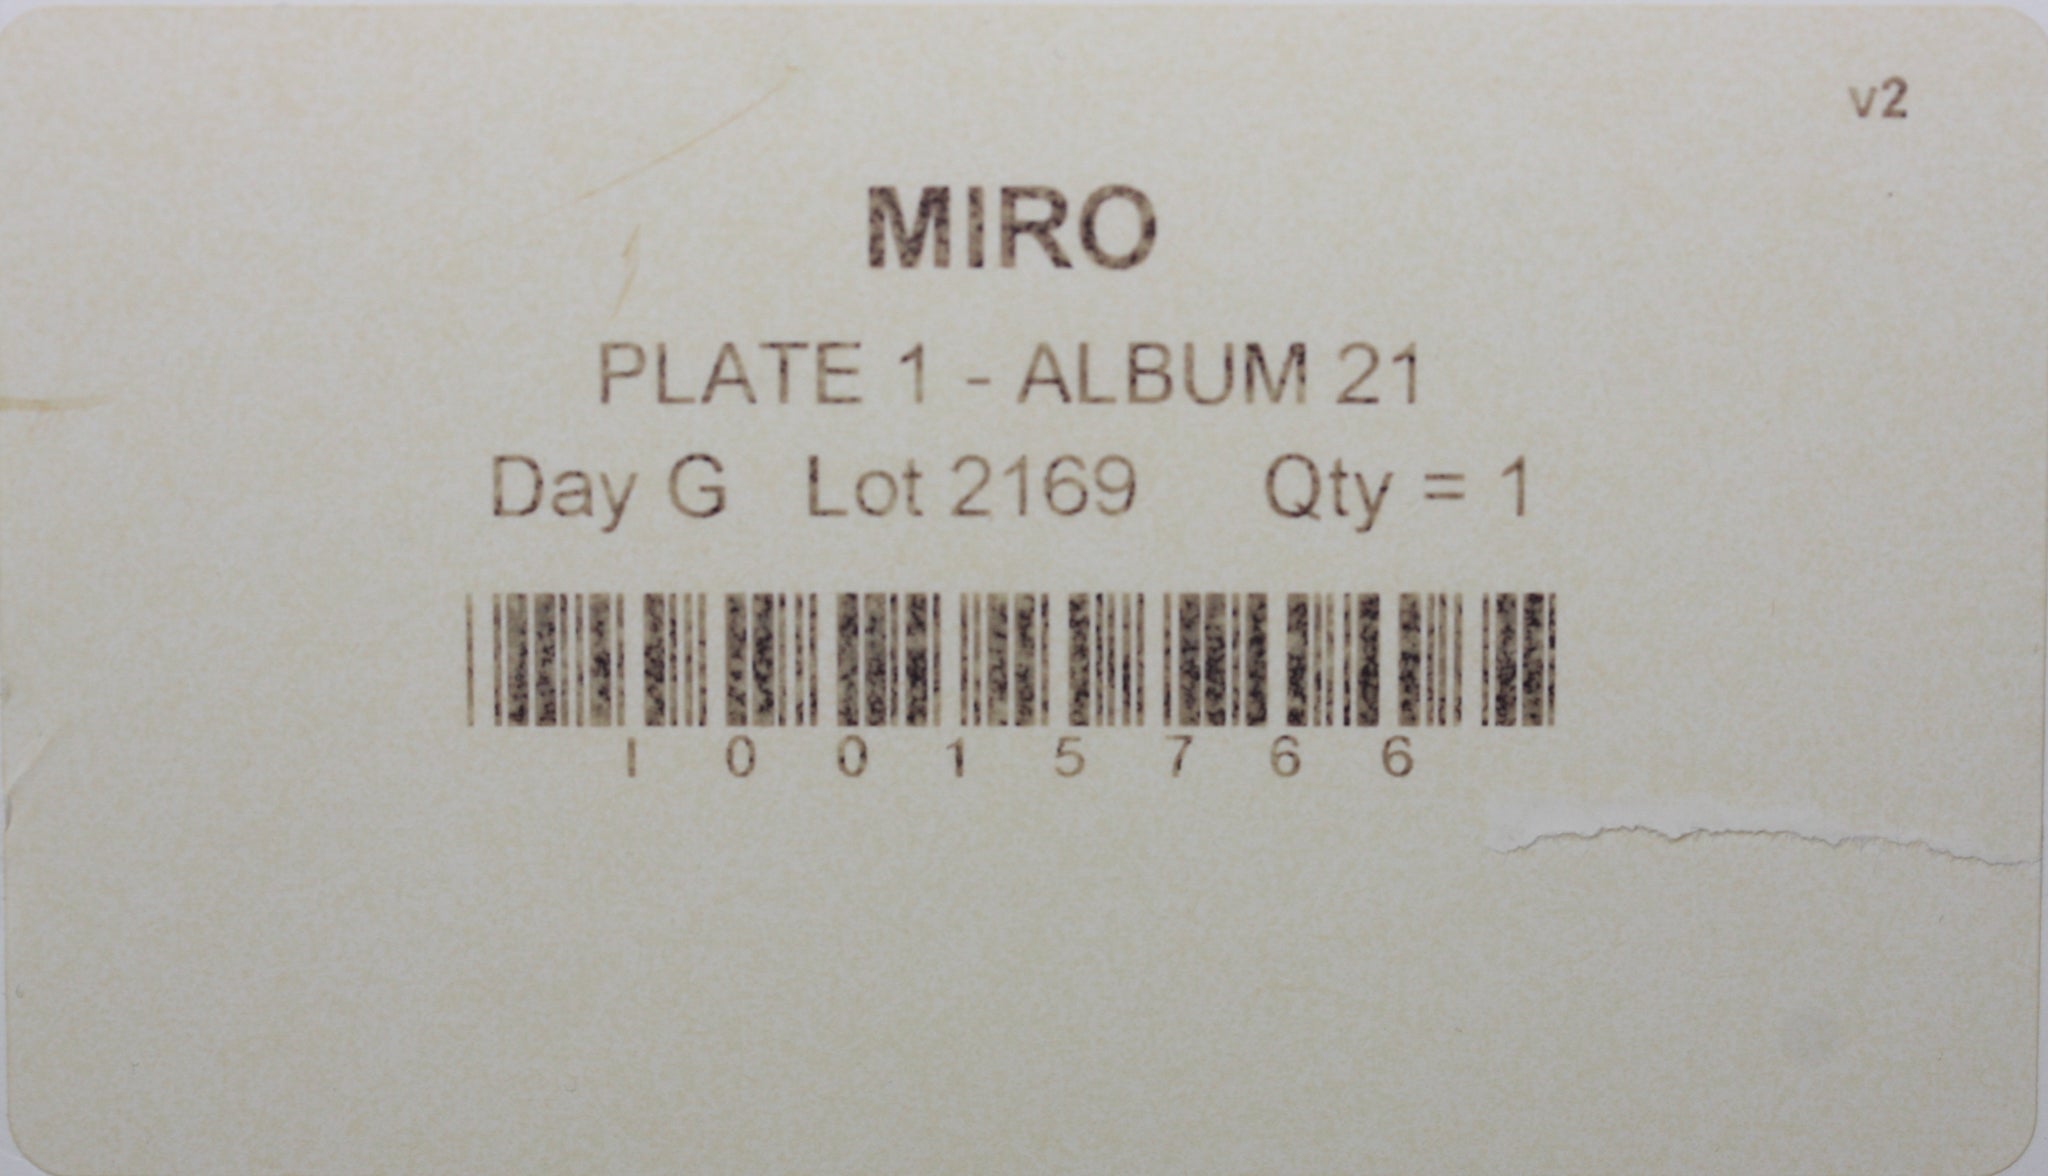 v2
MIRO
PLATE 1 - ALBUM 21
Day G Lot 2169 Qty = 1
I 0 0 1 5 7 6 6